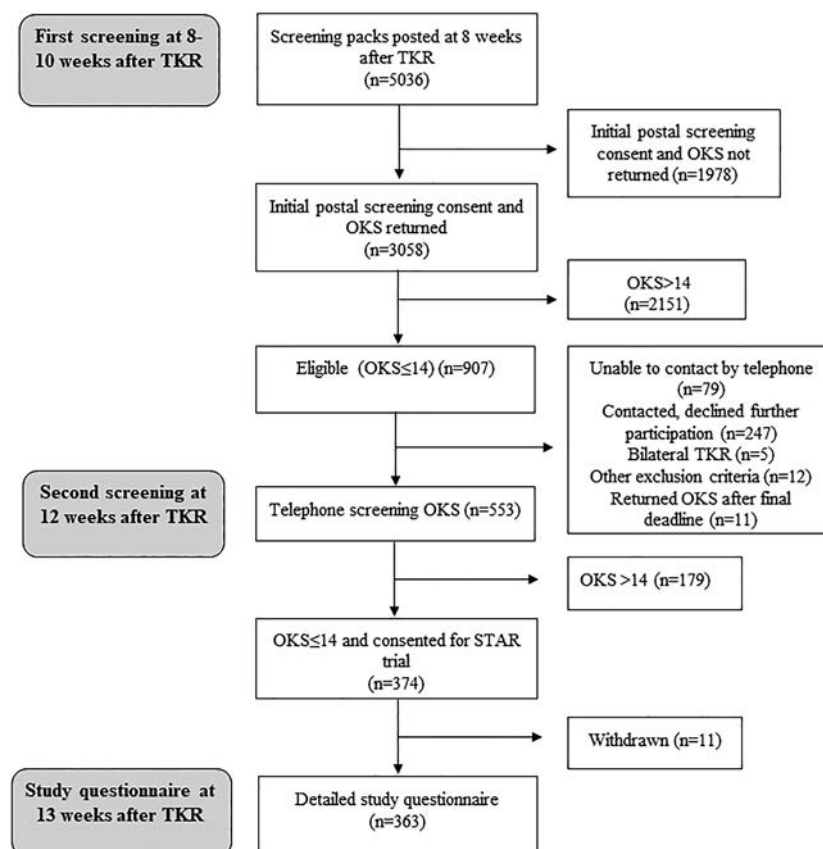 First screening at 8-
10 weeks after TKR
Screening packs posted at 8 weeks
after TKR
(n=5036)
Initial postal screening
consent and OKS not
returned (n=1978)
Initial postal screening consent and
OKS returned
(n=3058)
OKS>14
(n=2151)
Eligible (OKS≤14) (n=907)
Unable to contact by telephone
(n=79)
Contacted, declined further
participation (n=247)
Bilateral TKR (n=5)
Other exclusion criteria (n=12)
Returned OKS after final
deadline (n=11)
Second screening at
12 weeks after TKR
Telephone screening OKS (n=553)
OKS >14 (n=179)
OKS≤14 and consented for STAR
trial
(n=374)
Withdrawn (n=11)
Study questionnaire at
13 weeks after TKR
Detailed study questionnaire
(n=363)